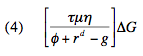 (4) [τμη / (ϕ + r^d − g)] ΔG